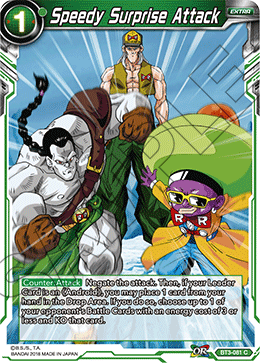 1 Speedy Surprise Attack EXTRA
Counter:Attack Negate the attack. Then, if your Leader
Card is an《Android》, you may place 1 card from your
hand in the Drop Area. If you do so, choose up to 1 of
your opponent's Battle Cards with an energy cost of 3 or
less and KO that card.
©B.S./S., T.A.
BANDAI 2018 MADE IN JAPAN
BT3-081 C